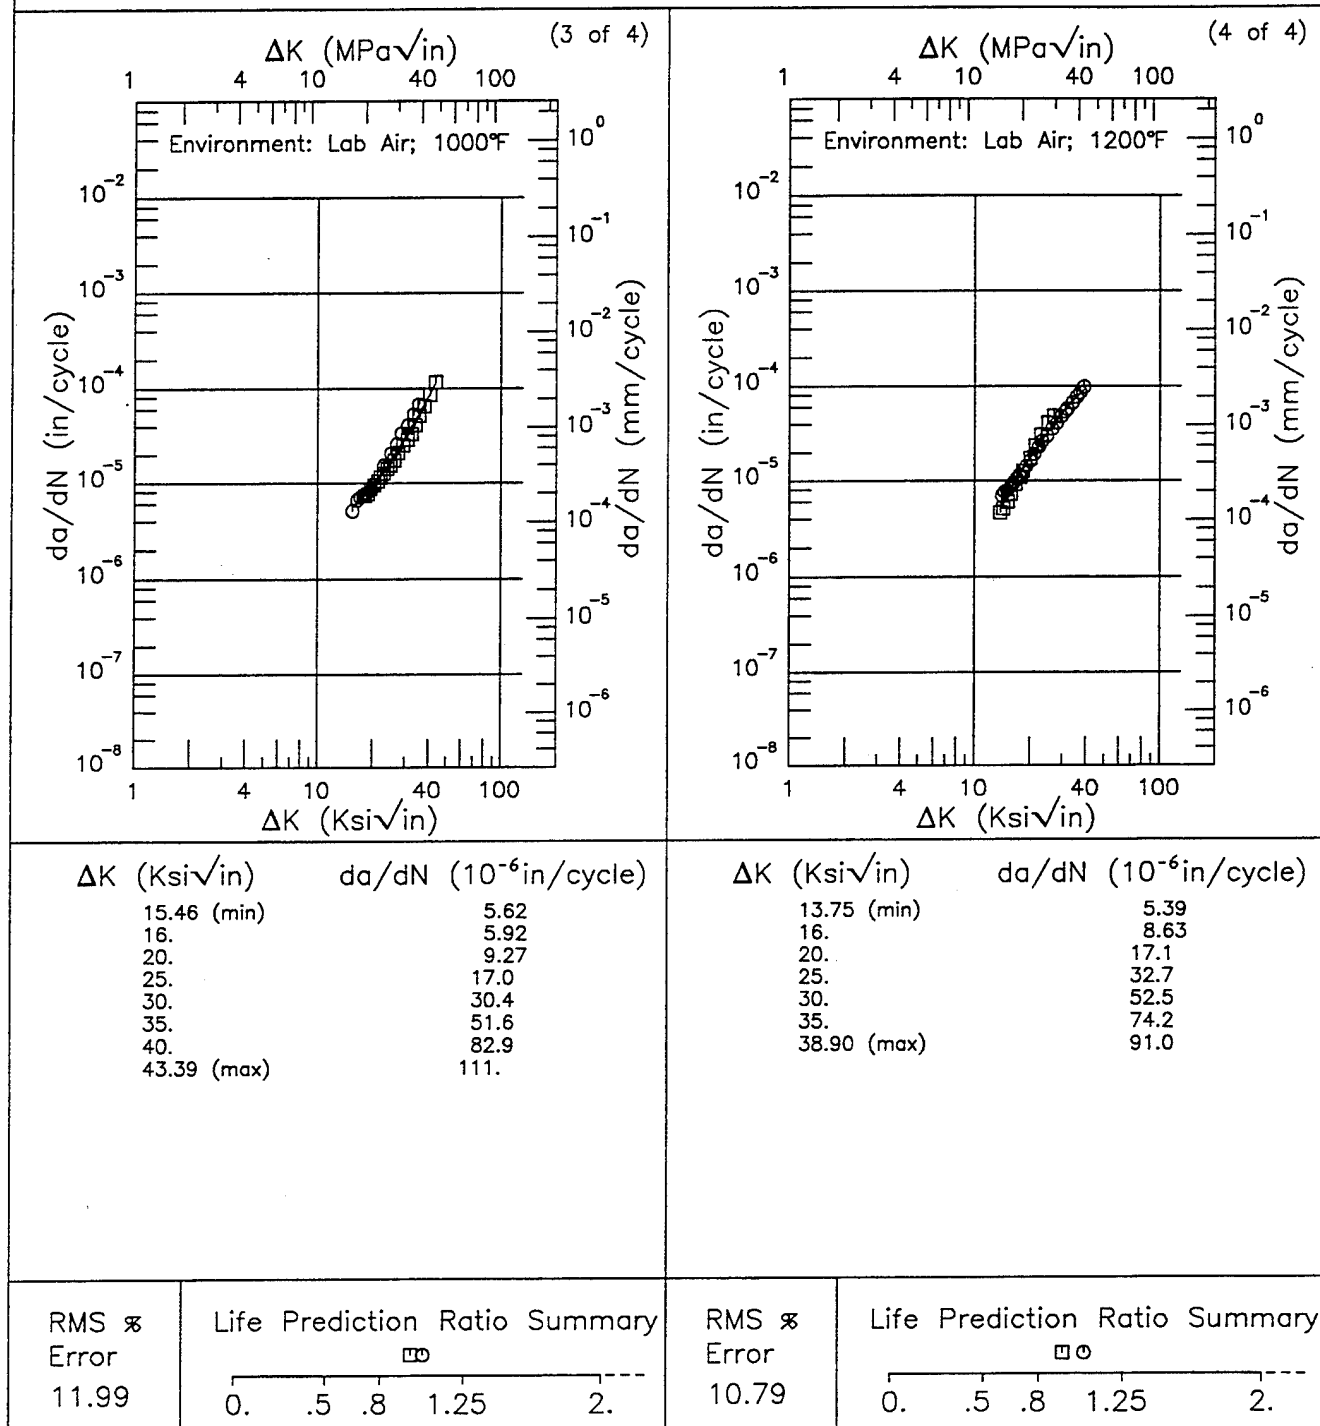 (3 of 4)
ΔK (MPa√in)
1 4 10 40 100
Environment: Lab Air; 1000°F
da/dN (in/cycle)
10⁻²
10⁻³
10⁻⁴
10⁻⁵
10⁻⁶
10⁻⁷
10⁻⁸
10⁰
10⁻¹
10⁻²
10⁻³
10⁻⁴
10⁻⁵
10⁻⁶
da/dN (mm/cycle)
1 4 10 40 100
ΔK (Ksi√in)
ΔK (Ksi√in) da/dN (10⁻⁶in/cycle)
15.46 (min) 5.62
16. 5.92
20. 9.27
25. 17.0
30. 30.4
35. 51.6
40. 82.9
43.39 (max) 111.
RMS %
Error
11.99
Life Prediction Ratio Summary
0. .5 .8 1.25 2.
(4 of 4)
ΔK (MPa√in)
1 4 10 40 100
Environment: Lab Air; 1200°F
da/dN (in/cycle)
10⁻²
10⁻³
10⁻⁴
10⁻⁵
10⁻⁶
10⁻⁷
10⁻⁸
10⁰
10⁻¹
10⁻²
10⁻³
10⁻⁴
10⁻⁵
10⁻⁶
da/dN (mm/cycle)
1 4 10 40 100
ΔK (Ksi√in)
ΔK (Ksi√in) da/dN (10⁻⁶in/cycle)
13.75 (min) 5.39
16. 8.63
20. 17.1
25. 32.7
30. 52.5
35. 74.2
38.90 (max) 91.0
RMS %
Error
10.79
Life Prediction Ratio Summary
0. .5 .8 1.25 2.